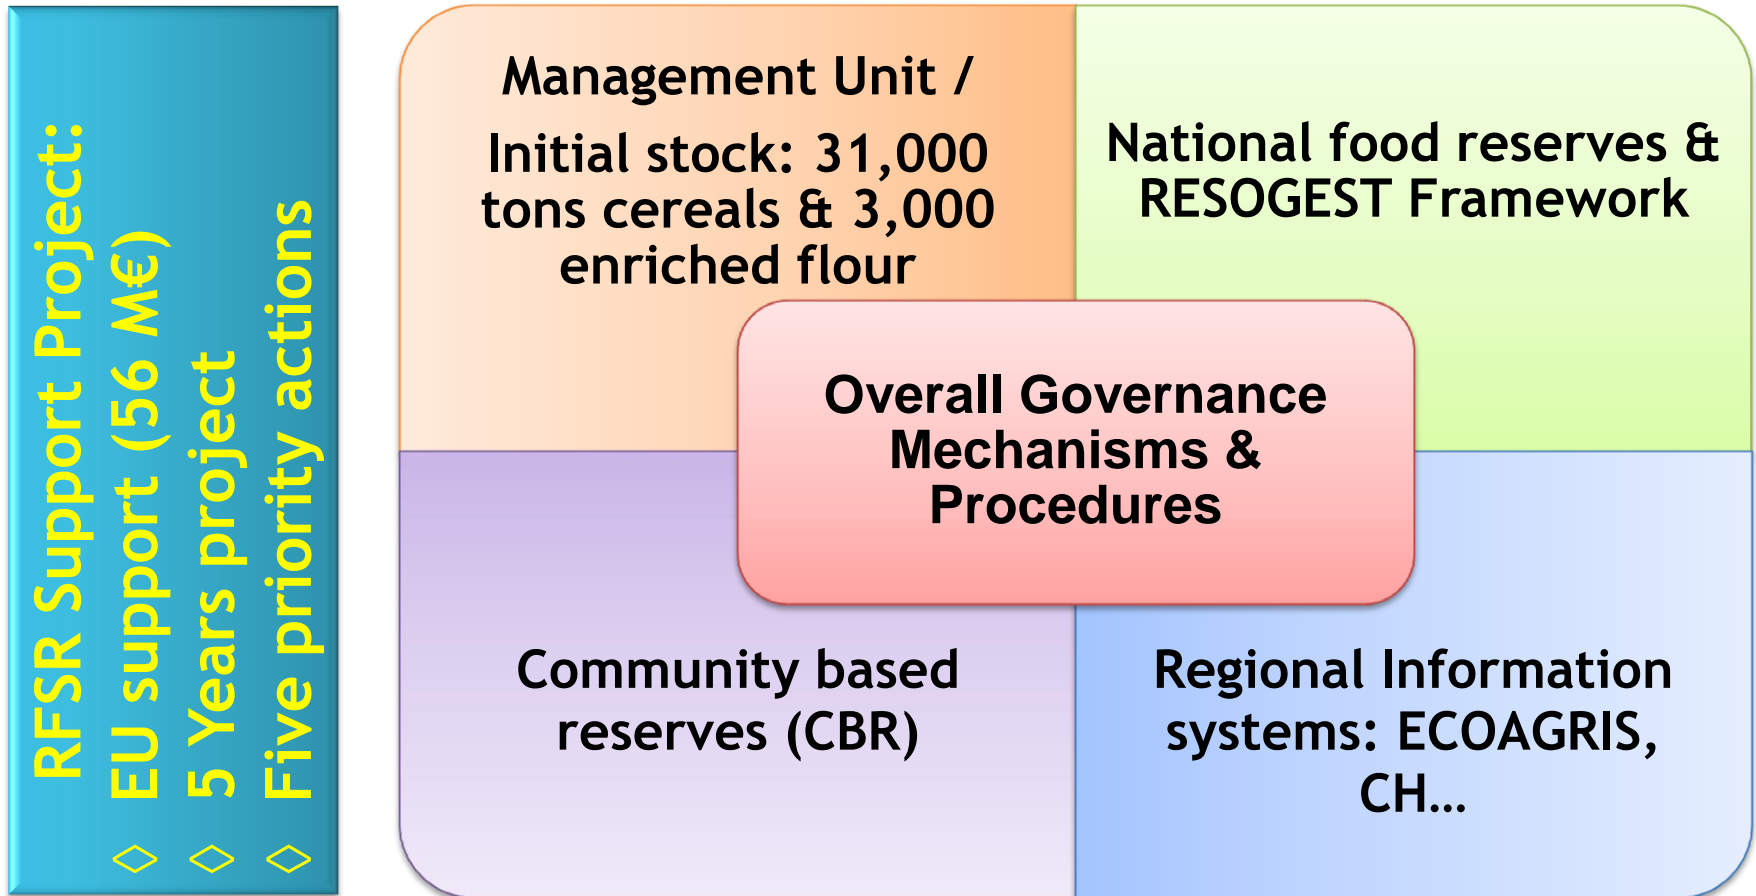 RFSR Support Project:
◇ EU support (56 M€)
◇ 5 Years project
◇ Five priority actions
Management Unit /
Initial stock: 31,000
tons cereals & 3,000
enriched flour
National food reserves &
RESOGEST Framework
Overall Governance
Mechanisms &
Procedures
Community based
reserves (CBR)
Regional Information
systems: ECOAGRIS,
CH…